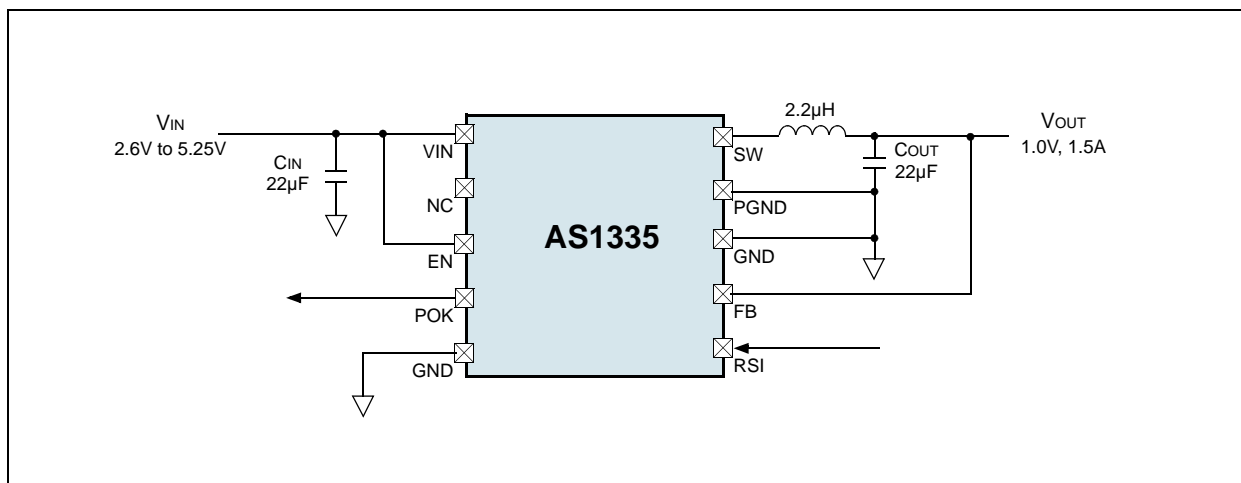 VIN
2.6V to 5.25V
CIN
22µF
VIN
NC
EN
POK
GND
AS1335
SW
PGND
GND
FB
RSI
2.2µH
COUT
22µF
VOUT
1.0V, 1.5A